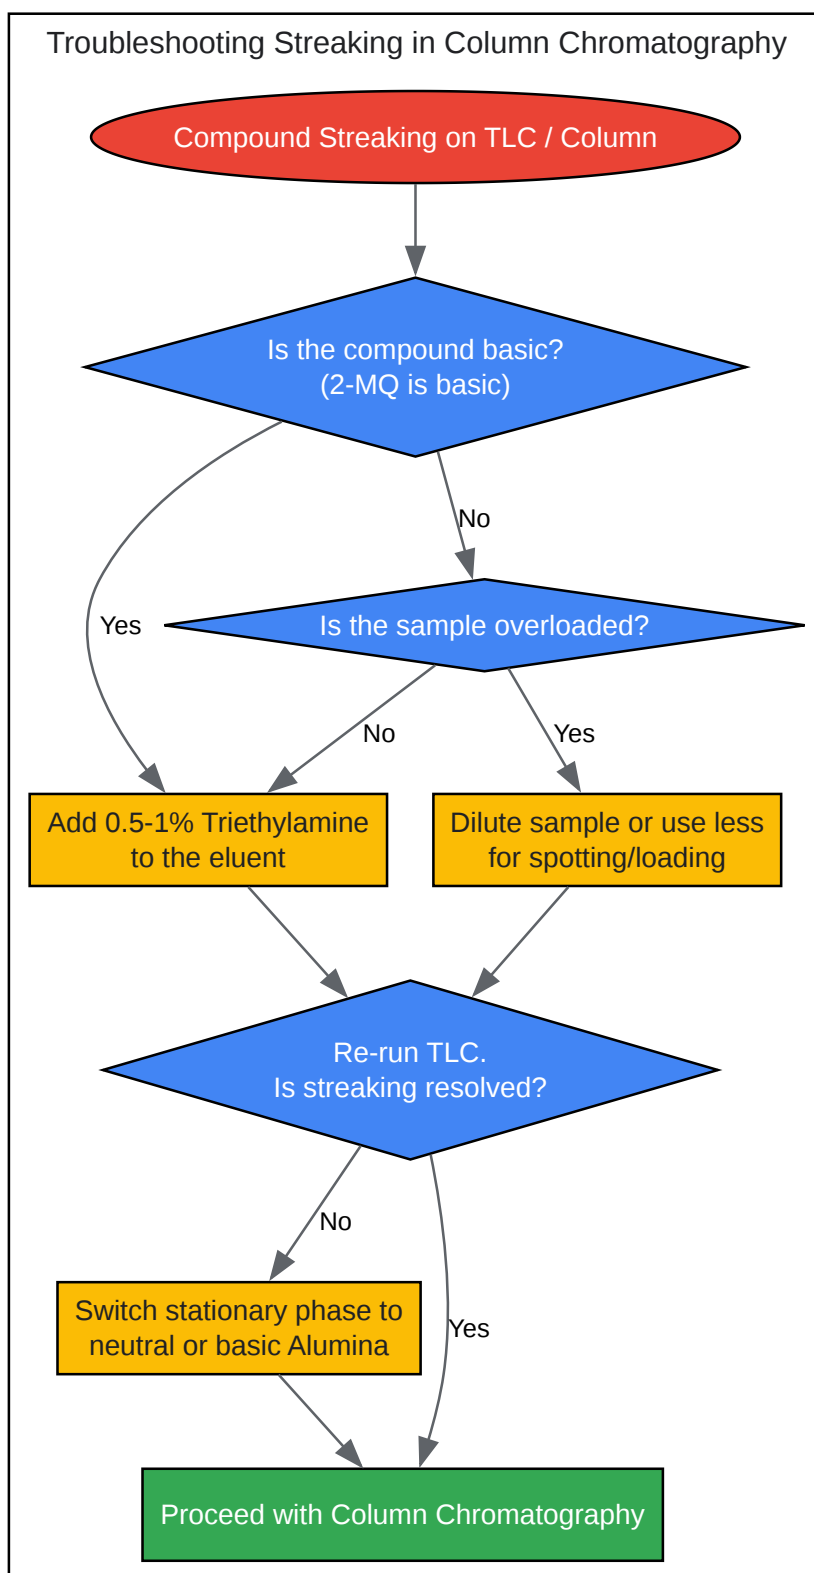 Troubleshooting Streaking in Column Chromatography
Compound Streaking on TLC / Column
Is the compound basic?
(2-MQ is basic)
No
Yes
Is the sample overloaded?
No
Yes
Add 0.5-1% Triethylamine
to the eluent
Dilute sample or use less
for spotting/loading
Re-run TLC.
Is streaking resolved?
No
Switch stationary phase to
neutral or basic Alumina
Yes
Proceed with Column Chromatography